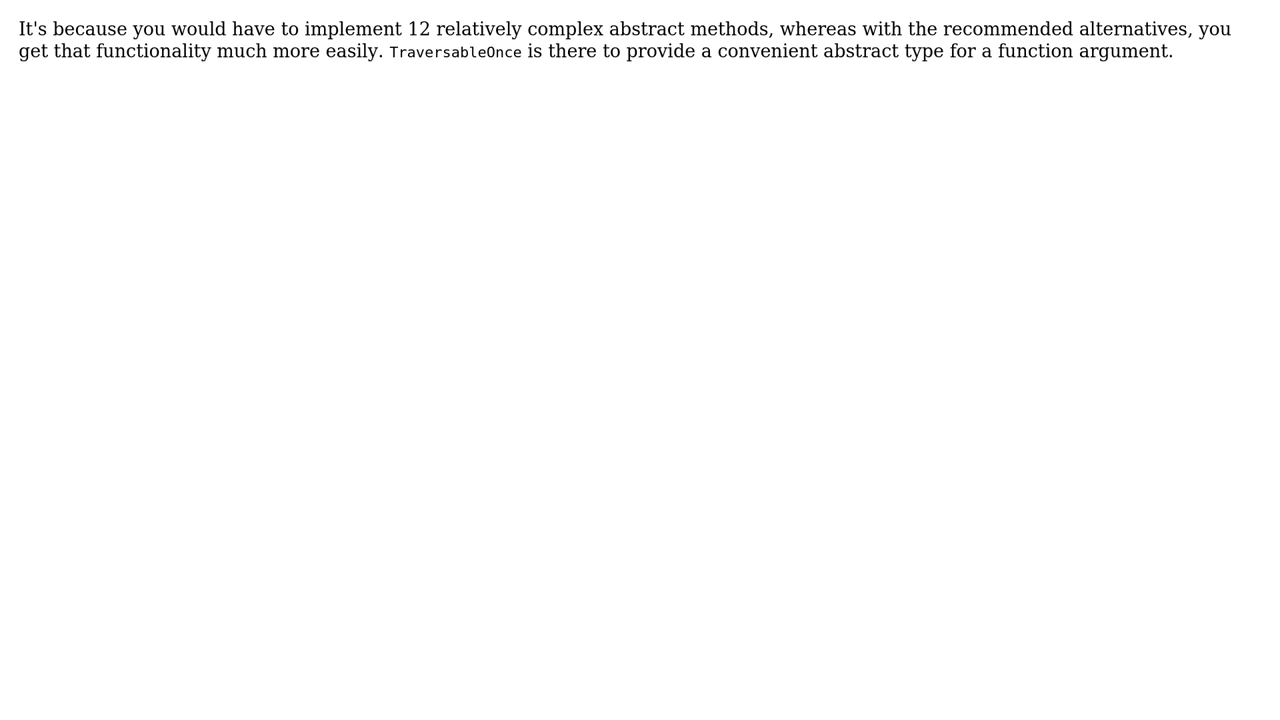 It's because you would have to implement 12 relatively complex abstract methods, whereas with the recommended alternatives, you
get that functionality much more easily. TraversableOnce is there to provide a convenient abstract type for a function argument.